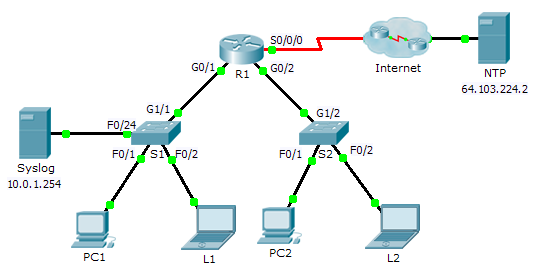 S0/0/0
R1
G0/1
G0/2
Internet
NTP
64.103.224.2
G1/1
G1/2
F0/24
S1
F0/1
F0/2
Syslog
10.0.1.254
S2
F0/1
F0/2
PC1
L1
PC2
L2